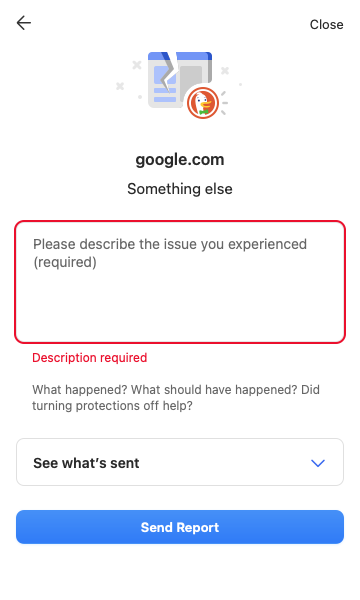 Close
google.com
Something else
Please describe the issue you experienced
(required)
Description required
What happened? What should have happened? Did
turning protections off help?
See what's sent
Send Report